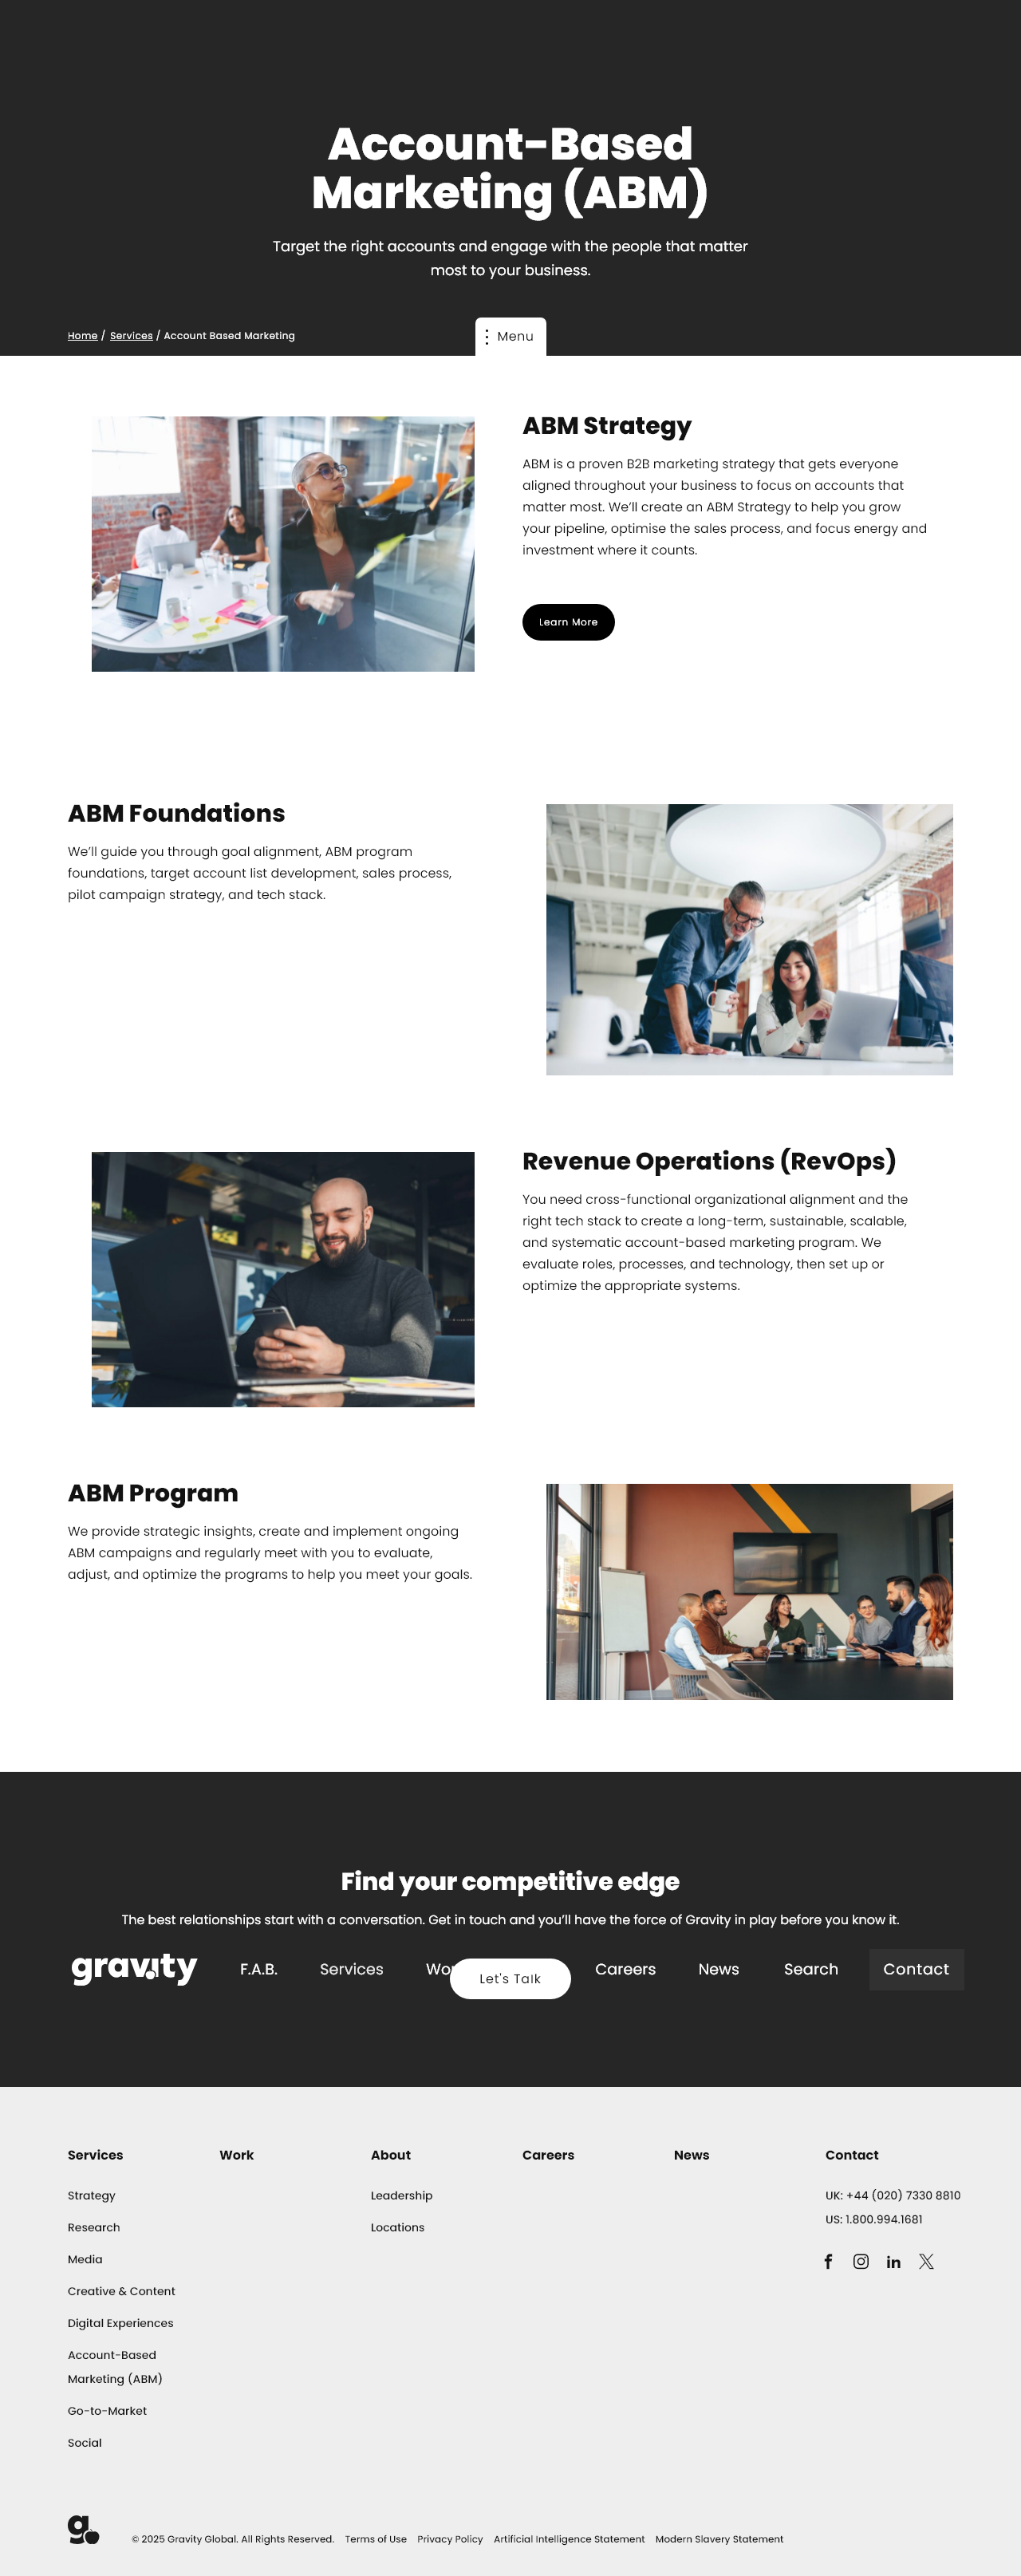 Account-Based
Marketing (ABM)
Target the right accounts and engage with the people that matter
most to your business.
Home / Services / Account Based Marketing
Menu
ABM Strategy
ABM is a proven B2B marketing strategy that gets everyone
aligned throughout your business to focus on accounts that
matter most. We’ll create an ABM Strategy to help you grow
your pipeline, optimise the sales process, and focus energy and
investment where it counts.
Learn More
ABM Foundations
We’ll guide you through goal alignment, ABM program
foundations, target account list development, sales process,
pilot campaign strategy, and tech stack.
Revenue Operations (RevOps)
You need cross-functional organizational alignment and the
right tech stack to create a long-term, sustainable, scalable,
and systematic account-based marketing program. We
evaluate roles, processes, and technology, then set up or
optimize the appropriate systems.
ABM Program
We provide strategic insights, create and implement ongoing
ABM campaigns and regularly meet with you to evaluate,
adjust, and optimize the programs to help you meet your goals.
Find your competitive edge
The best relationships start with a conversation. Get in touch and you’ll have the force of Gravity in play before you know it.
gravity F.A.B. Services Let's Talk Careers News Search Contact
Services
Strategy
Research
Media
Creative & Content
Digital Experiences
Account-Based
Marketing (ABM)
Go-to-Market
Social
Work
About
Leadership
Locations
Careers
News
Contact
UK: +44 (020) 7330 8810
US: 1.800.994.1681
© 2025 Gravity Global. All Rights Reserved. Terms of Use Privacy Policy Artificial Intelligence Statement Modern Slavery Statement